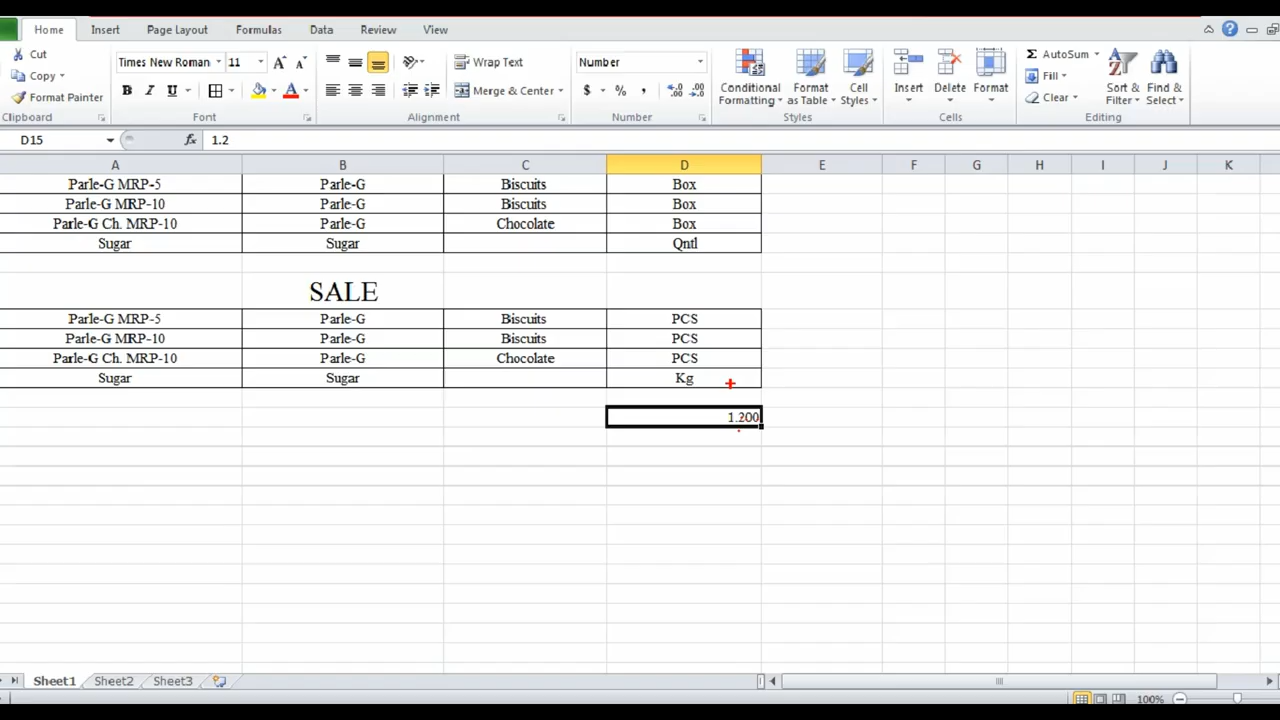 Home Insert Page Layout Formulas Data Review View
Cut
Copy
Format Painter
Clipboard
Times New Roman 11
B I U A
Font
Wrap Text
Merge & Center
Alignment
Number
$ % ,
Number
Conditional Formatting
Format as Table
Cell Styles
Styles
Insert Delete Format
Cells
Σ AutoSum
Fill
Clear
Sort & Filter
Find & Select
Editing
D15 fx 1.2
A B C D E F G H I J K
Parle-G MRP-5 Parle-G Biscuits Box
Parle-G MRP-10 Parle-G Biscuits Box
Parle-G Ch. MRP-10 Parle-G Chocolate Box
Sugar Sugar Qntl
SALE
Parle-G MRP-5 Parle-G Biscuits PCS
Parle-G MRP-10 Parle-G Biscuits PCS
Parle-G Ch. MRP-10 Parle-G Chocolate PCS
Sugar Sugar Kg
1.200
Sheet1 Sheet2 Sheet3
100%